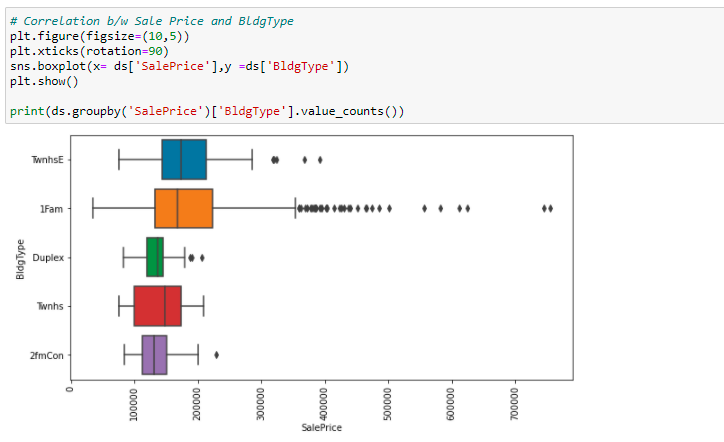 # Correlation b/w Sale Price and BldgType
plt.figure(figsize=(10,5))
plt.xticks(rotation=90)
sns.boxplot(x= ds['SalePrice'],y =ds['BldgType'])
plt.show()
print(ds.groupby('SalePrice')['BldgType'].value_counts())
TwnhsE
1Fam
Duplex
Twnhs
2fmCon
BldgType
0
100000
200000
300000
400000
500000
600000
700000
SalePrice